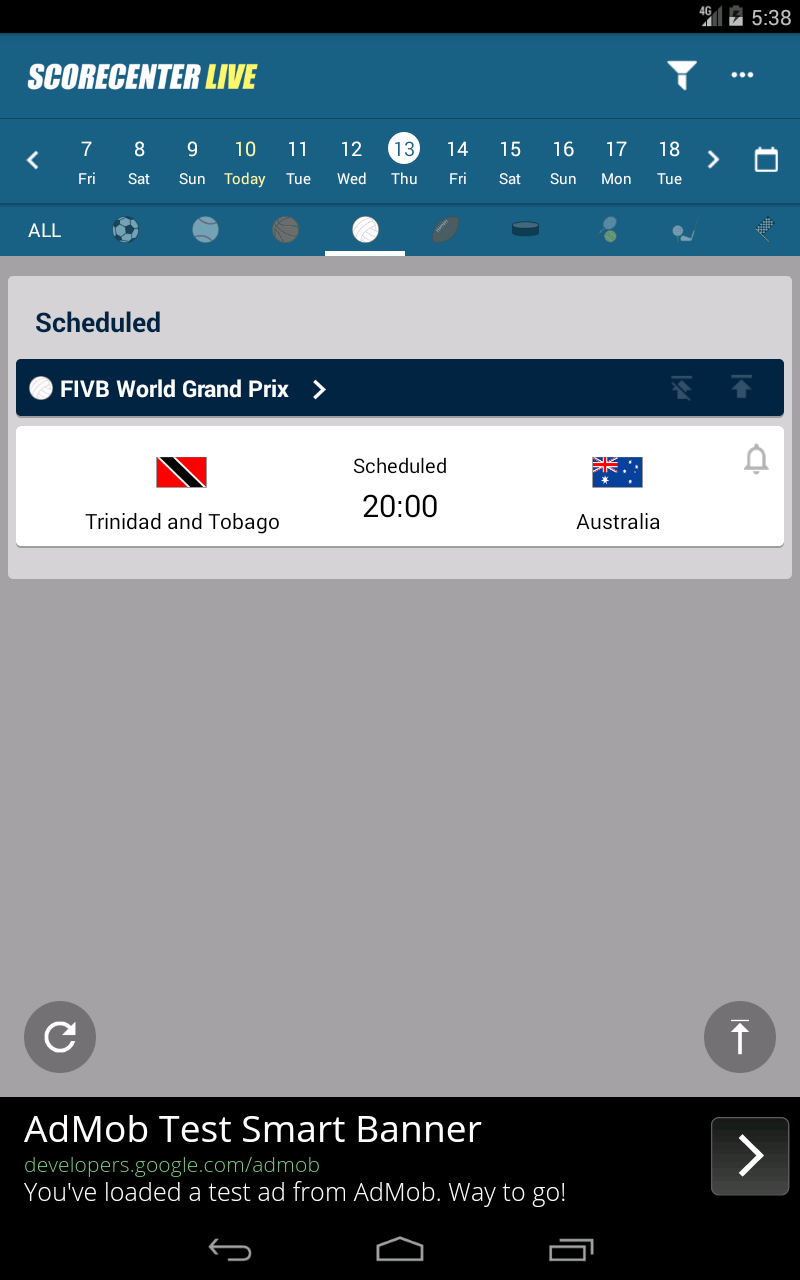 4G 5:38
SCORECENTER LIVE
7 8 9 10 11 12 13 14 15 16 17 18
Fri Sat Sun Today Tue Wed Thu Fri Sat Sun Mon Tue
ALL
Scheduled
FIVB World Grand Prix
Scheduled
20:00
Trinidad and Tobago
Australia
AdMob Test Smart Banner
developers.google.com/admob
You've loaded a test ad from AdMob. Way to go!